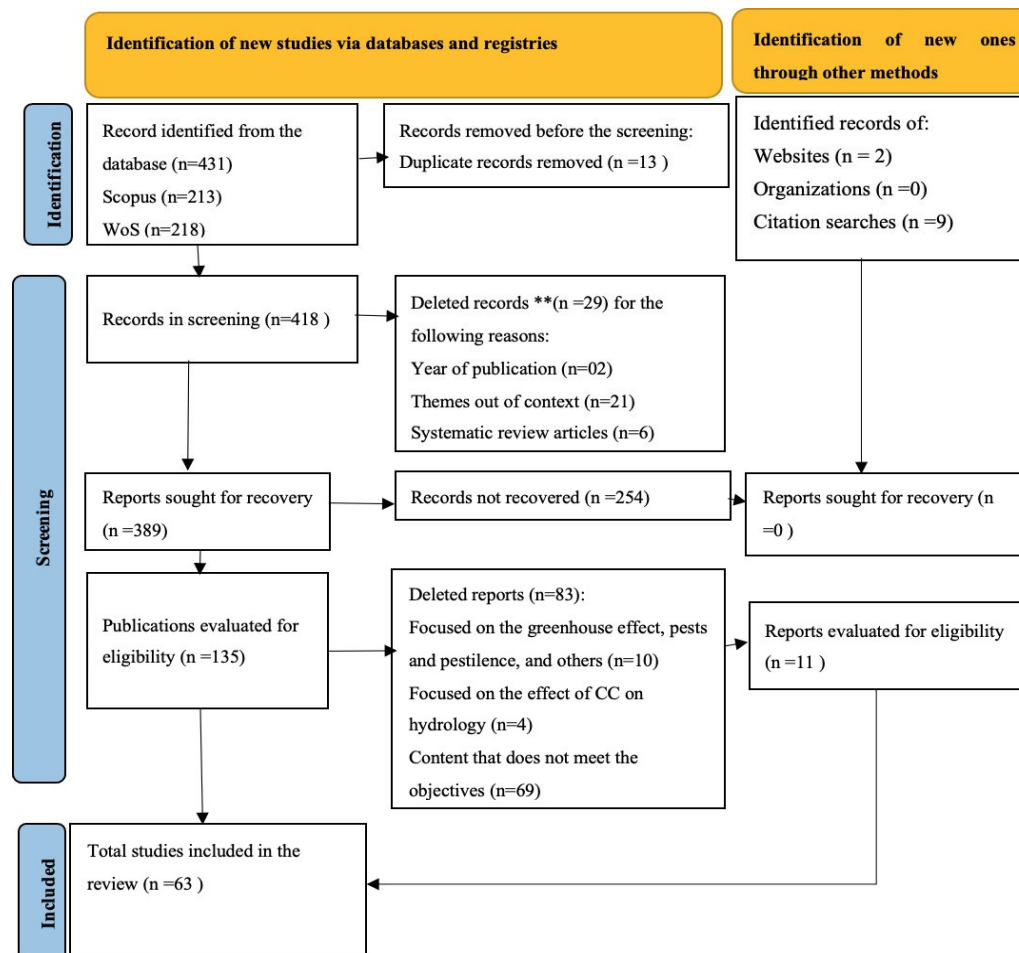 Identification of new studies via databases and registries
Identification of new ones
through other methods
Identification
Record identified from the
database (n=431)
Scopus (n=213)
WoS (n=218)
Records removed before the screening:
Duplicate records removed (n =13 )
Identified records of:
Websites (n = 2)
Organizations (n =0)
Citation searches (n =9)
Screening
Records in screening (n=418 )
Deleted records **(n =29) for the
following reasons:
Year of publication (n=02)
Themes out of context (n=21)
Systematic review articles (n=6)
Reports sought for recovery
(n =389)
Records not recovered (n =254)
Reports sought for recovery (n
=0 )
Publications evaluated for
eligibility (n =135)
Deleted reports (n=83):
Focused on the greenhouse effect, pests
and pestilence, and others (n=10)
Focused on the effect of CC on
hydrology (n=4)
Content that does not meet the
objectives (n=69)
Reports evaluated for eligibility
(n =11 )
Included
Total studies included in the
review (n =63 )